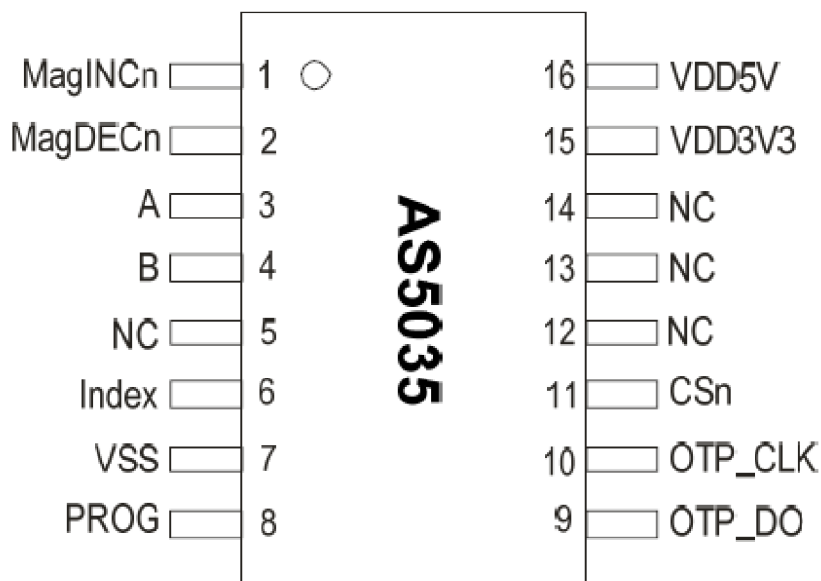 MagINCn 1 16 VDD5V
MagDECn 2 15 VDD3V3
A 3 14 NC
B 4 13 NC
NC 5 12 NC
Index 6 11 CSn
VSS 7 10 OTP_CLK
PROG 8 9 OTP_DO
AS5035